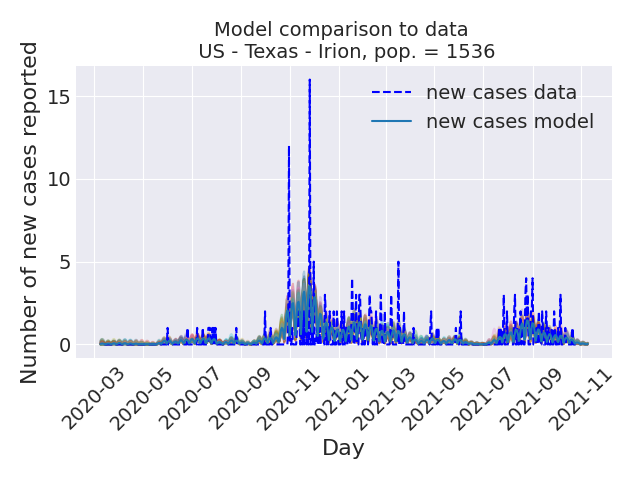 Model comparison to data
US - Texas - Irion, pop. = 1536
Number of new cases reported
15
10
5
0
new cases data
new cases model
2020-03
2020-05
2020-07
2020-09
2020-11
2021-01
2021-03
2021-05
2021-07
2021-09
2021-11
Day